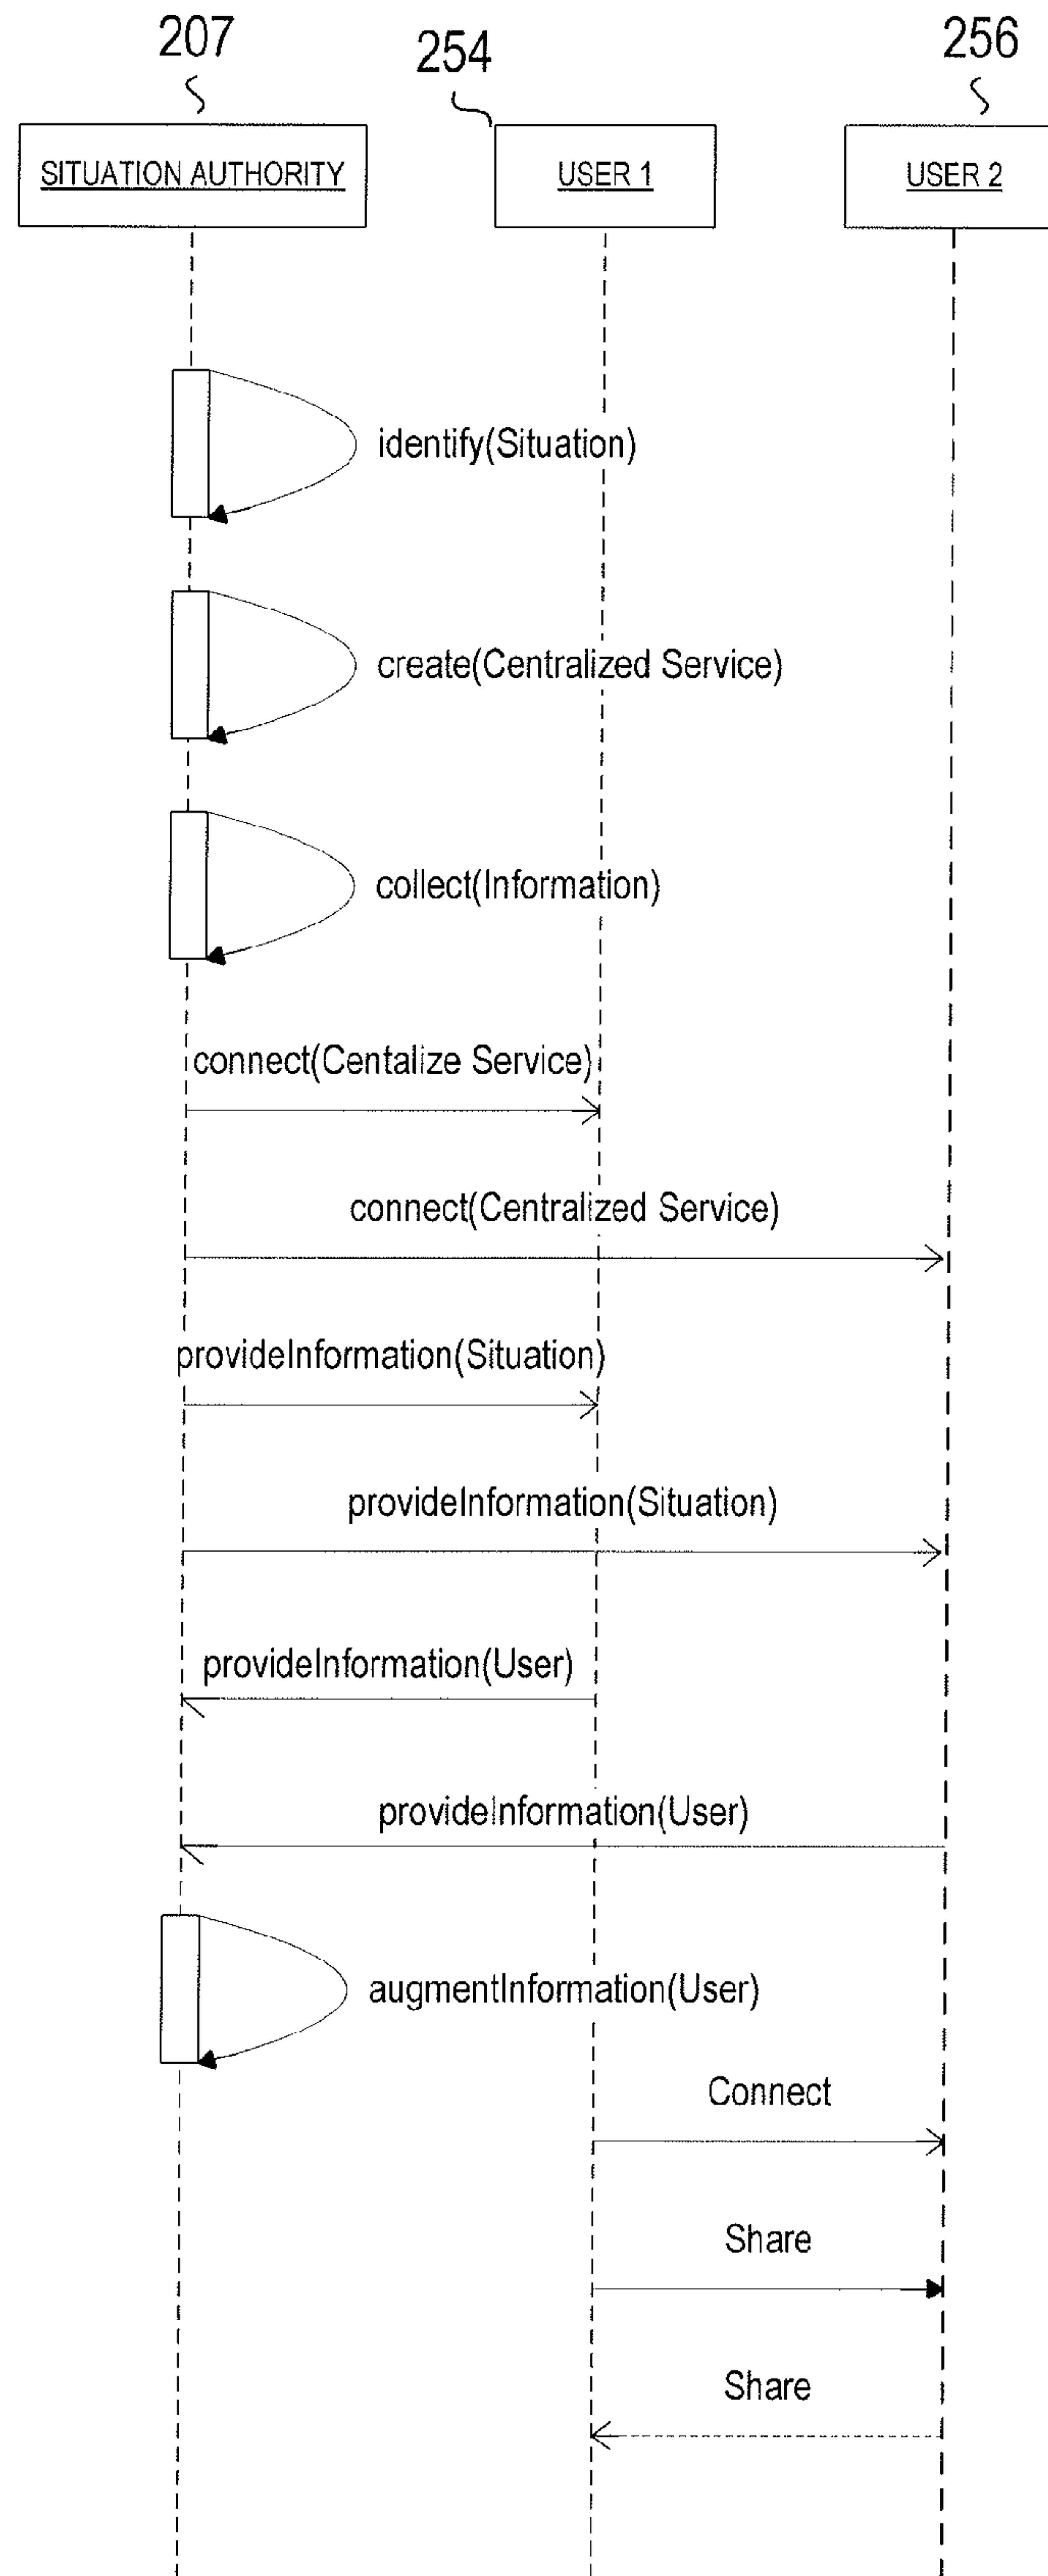 207
254
256
SITUATION AUTHORITY
USER 1
USER 2
identify(Situation)
create(Centralized Service)
collect(Information)
connect(Centalize Service)
connect(Centralized Service)
provideInformation(Situation)
provideInformation(Situation)
provideInformation(User)
provideInformation(User)
augmentInformation(User)
Connect
Share
Share